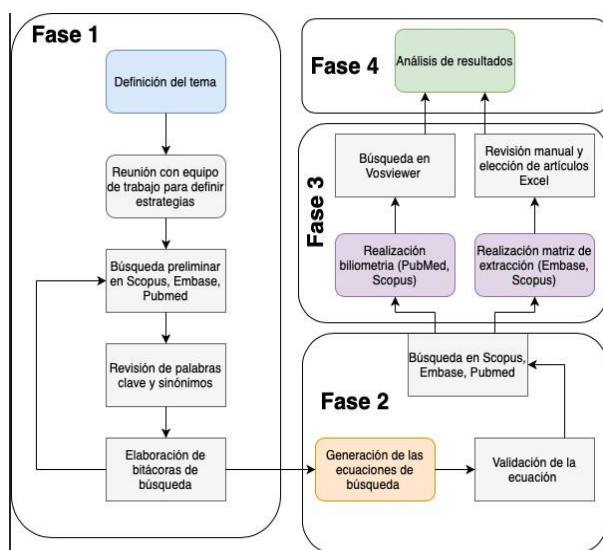 Fase 1
Definición del tema
Reunión con equipo
de trabajo para definir
estrategias
Búsqueda preliminar
en Scopus, Embase,
Pubmed
Revisión de palabras
clave y sinónimos
Elaboración de
bitácoras de
búsqueda
Fase 2
Generación de las
ecuaciones de
búsqueda
Validación de la
ecuación
Búsqueda en Scopus,
Embase, Pubmed
Fase 3
Realización
biliometria (PubMed,
Scopus)
Realización matriz de
extracción (Embase,
Scopus)
Búsqueda en
Vosviewer
Revisión manual y
elección de artículos
Excel
Fase 4
Análisis de resultados